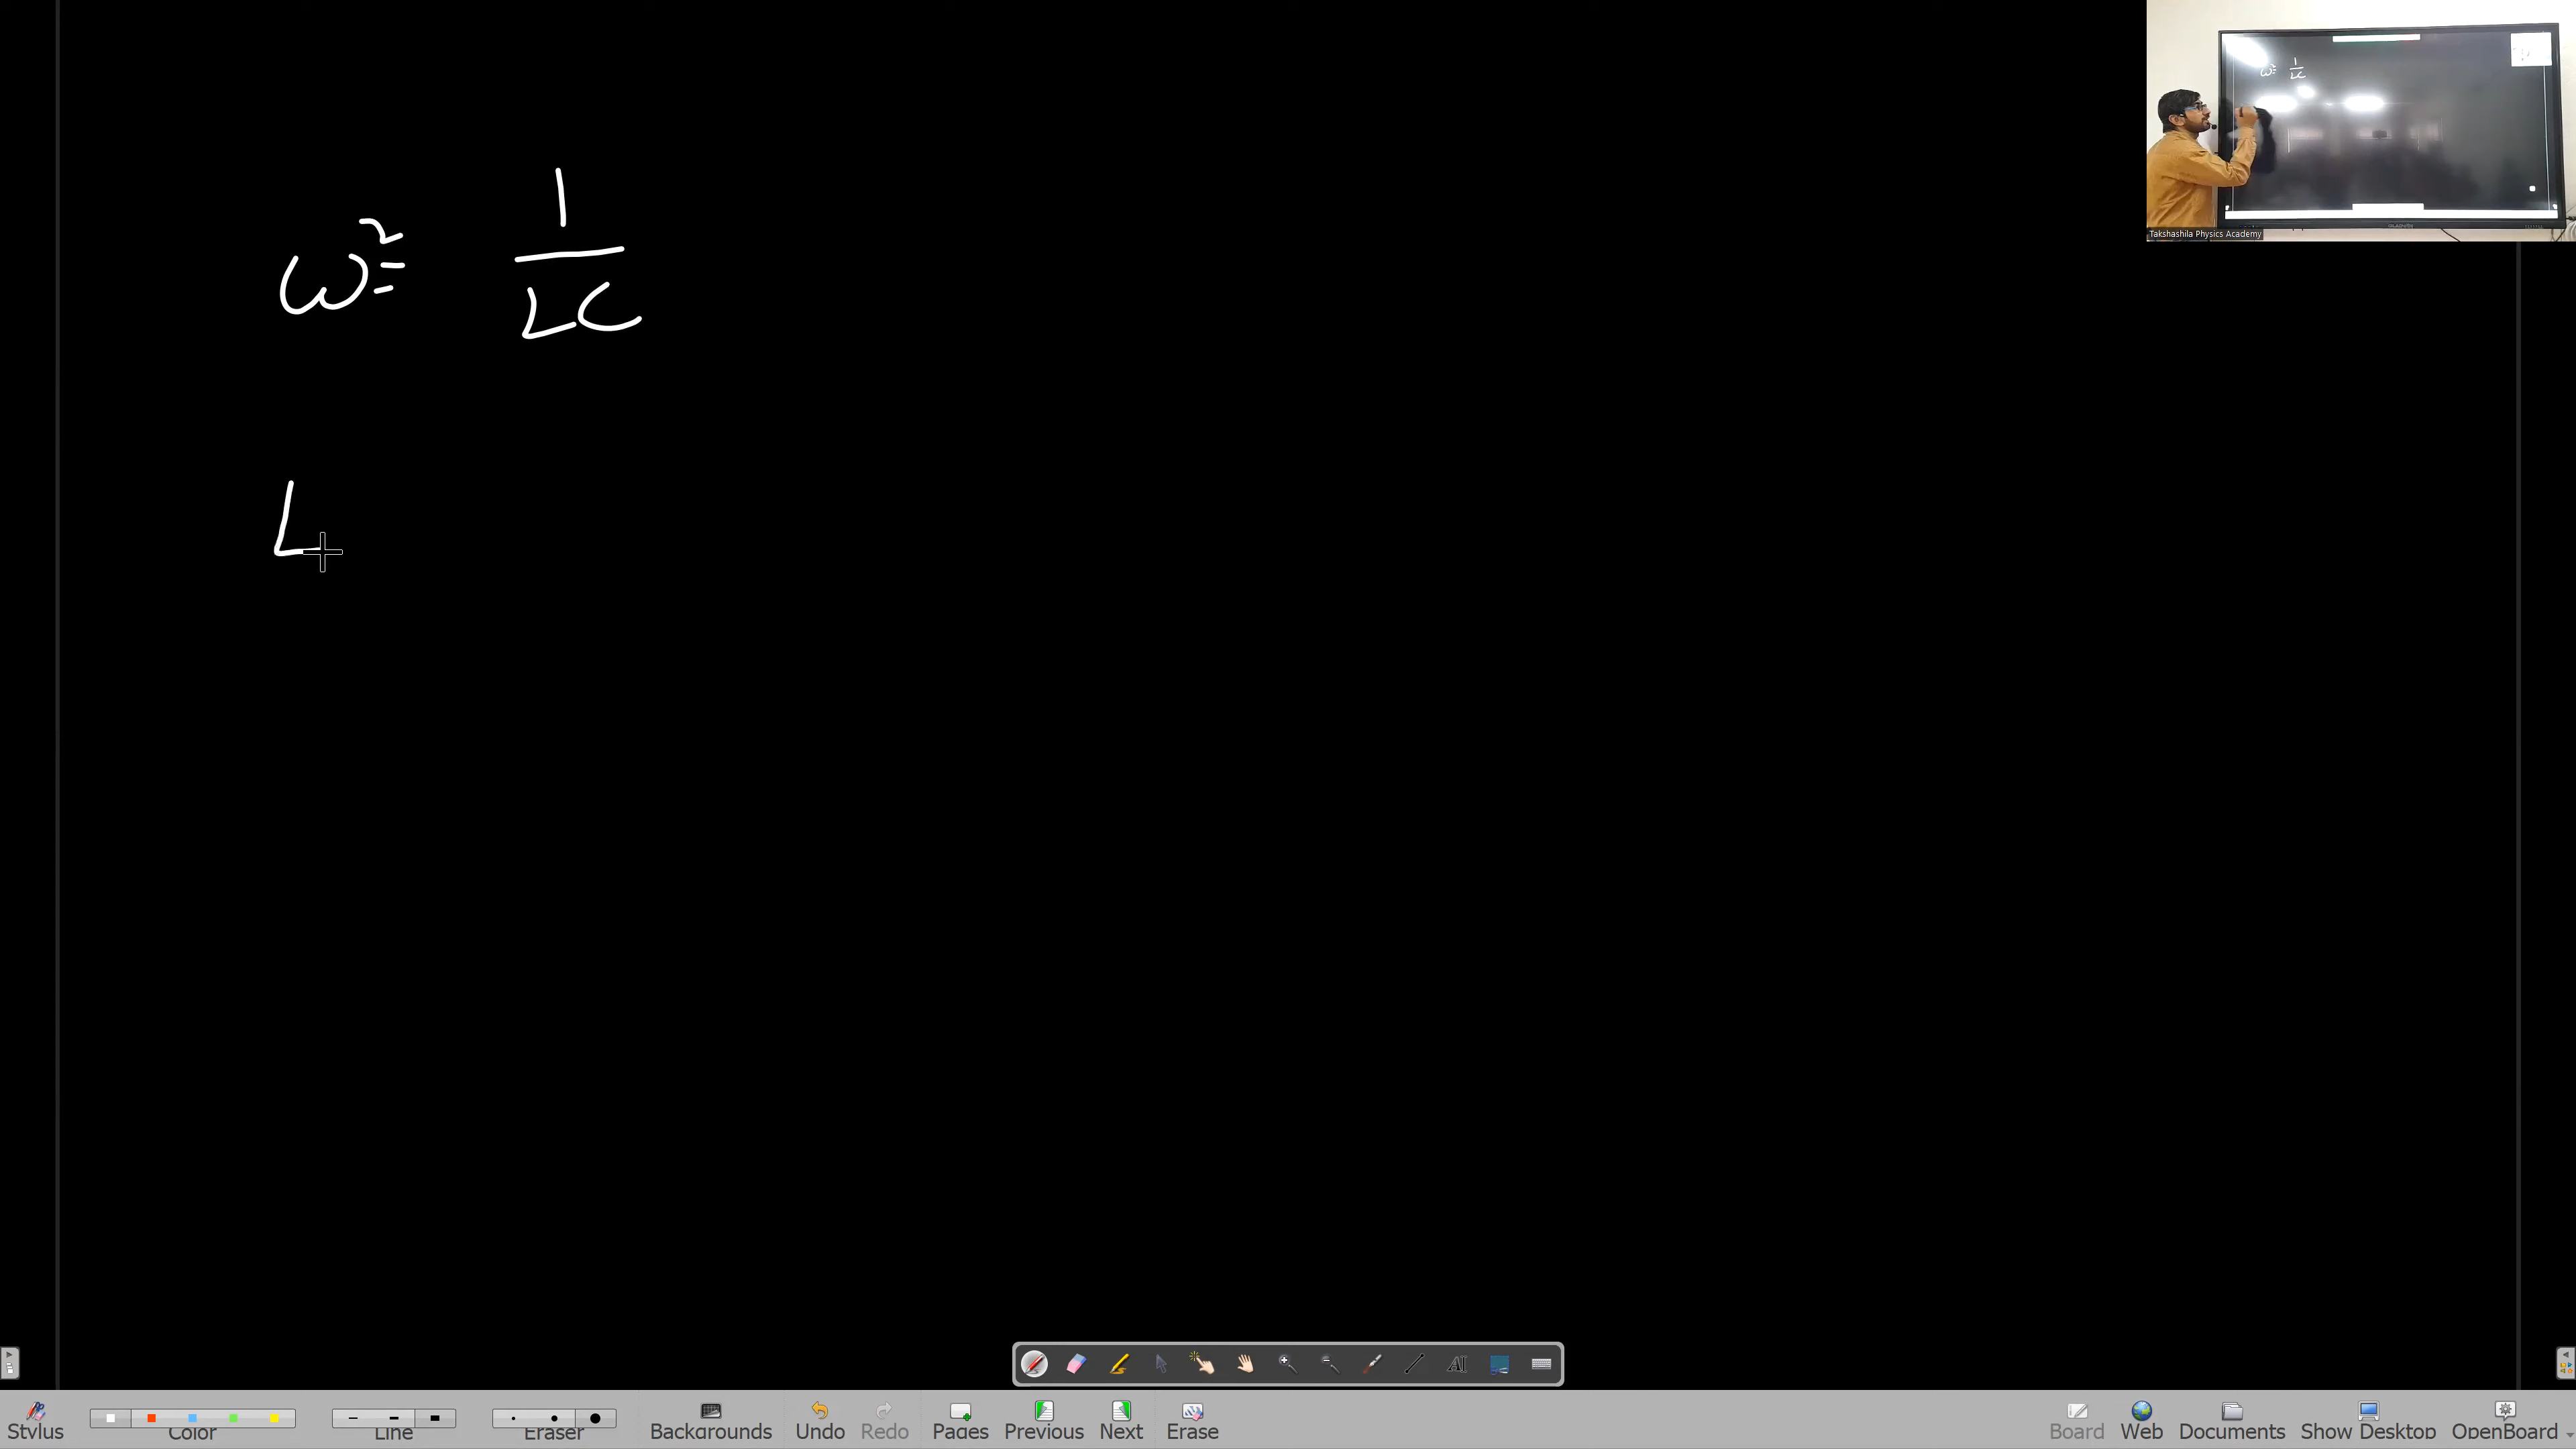 ω² = 1/LC
L
Takshashila Physics Academy
Stylus Color Line Eraser Backgrounds Undo Redo Pages Previous Next Erase Board Web Documents Show Desktop OpenBoard